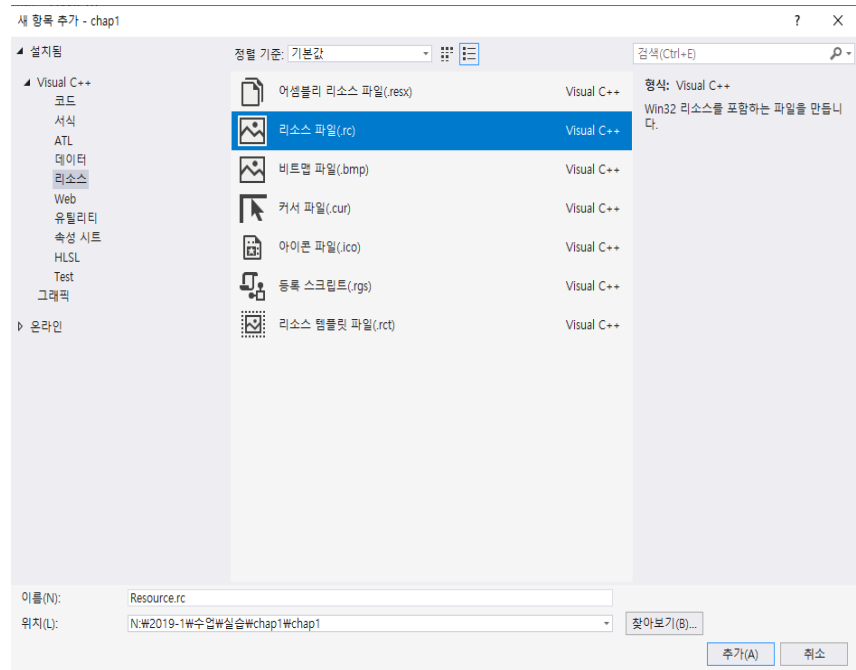 새 항목 추가 - chap1
? X
설치됨
정렬 기준: 기본값
검색(Ctrl+E)
Visual C++
코드
서식
ATL
데이터
리소스
Web
유틸리티
속성 시트
HLSL
Test
그래픽
온라인
어셈블리 리소스 파일(.resx) Visual C++
리소스 파일(.rc) Visual C++
비트맵 파일(.bmp) Visual C++
커서 파일(.cur) Visual C++
아이콘 파일(.ico) Visual C++
등록 스크립트(.rgs) Visual C++
리소스 템플릿 파일(.rct) Visual C++
형식: Visual C++
Win32 리소스를 포함하는 파일을 만듭니
다.
이름(N): Resource.rc
위치(L): N:₩2019-1₩수업₩실습₩chap1₩chap1
찾아보기(B)...
추가(A) 취소